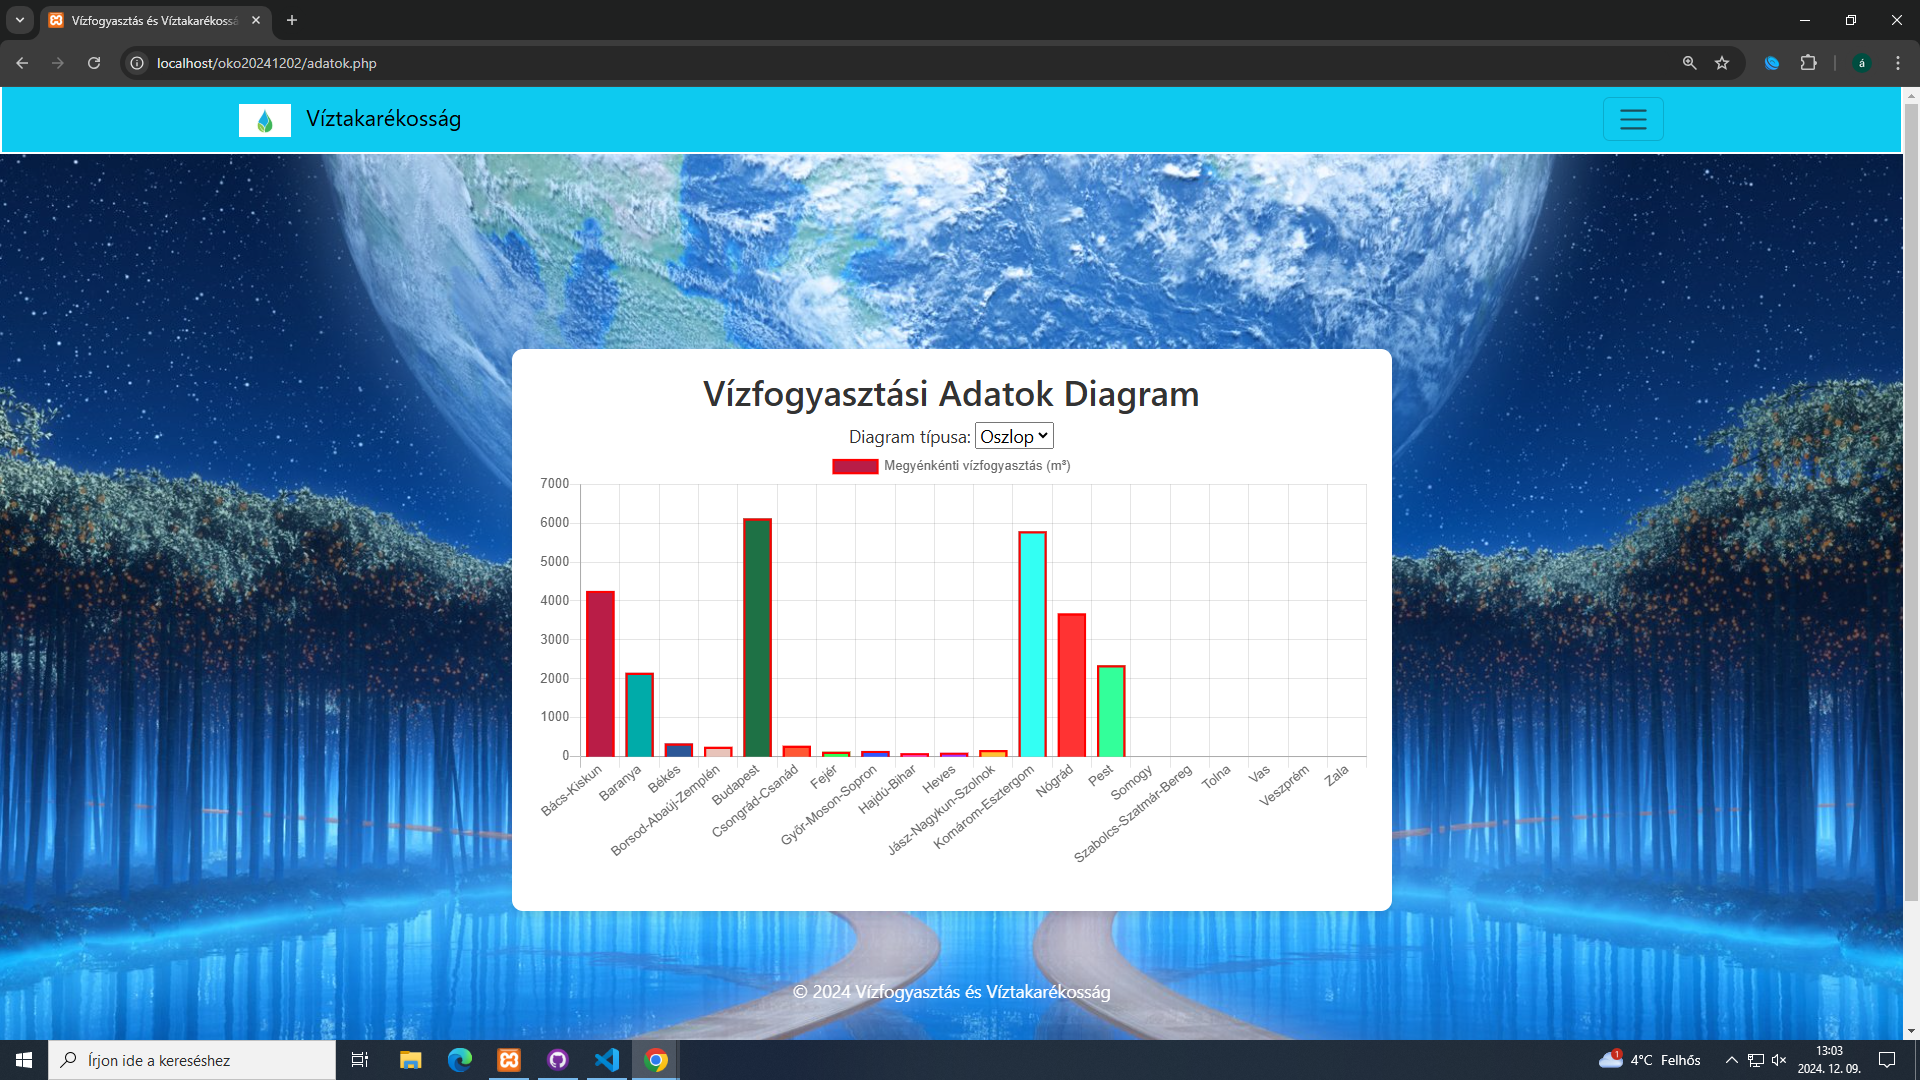 Vízfogyasztás és Víztakarékossá
localhost/oko20241202/adatok.php
á
Víztakarékosság
Vízfogyasztási Adatok Diagram
Diagram típusa: Oszlop
Megyénkénti vízfogyasztás (m³)
7000
6000
5000
4000
3000
2000
1000
0
Bács-Kiskun
Baranya
Békés
Borsod-Abaúj-Zemplén
Budapest
Csongrád-Csanád
Fejér
Győr-Moson-Sopron
Hajdú-Bihar
Heves
Jász-Nagykun-Szolnok
Komárom-Esztergom
Nógrád
Pest
Somogy
Szabolcs-Szatmár-Bereg
Tolna
Vas
Veszprém
Zala
© 2024 Vízfogyasztás és Víztakarékosság
Írjon ide a kereséshez
1
4°C Felhős
13:03
2024. 12. 09.